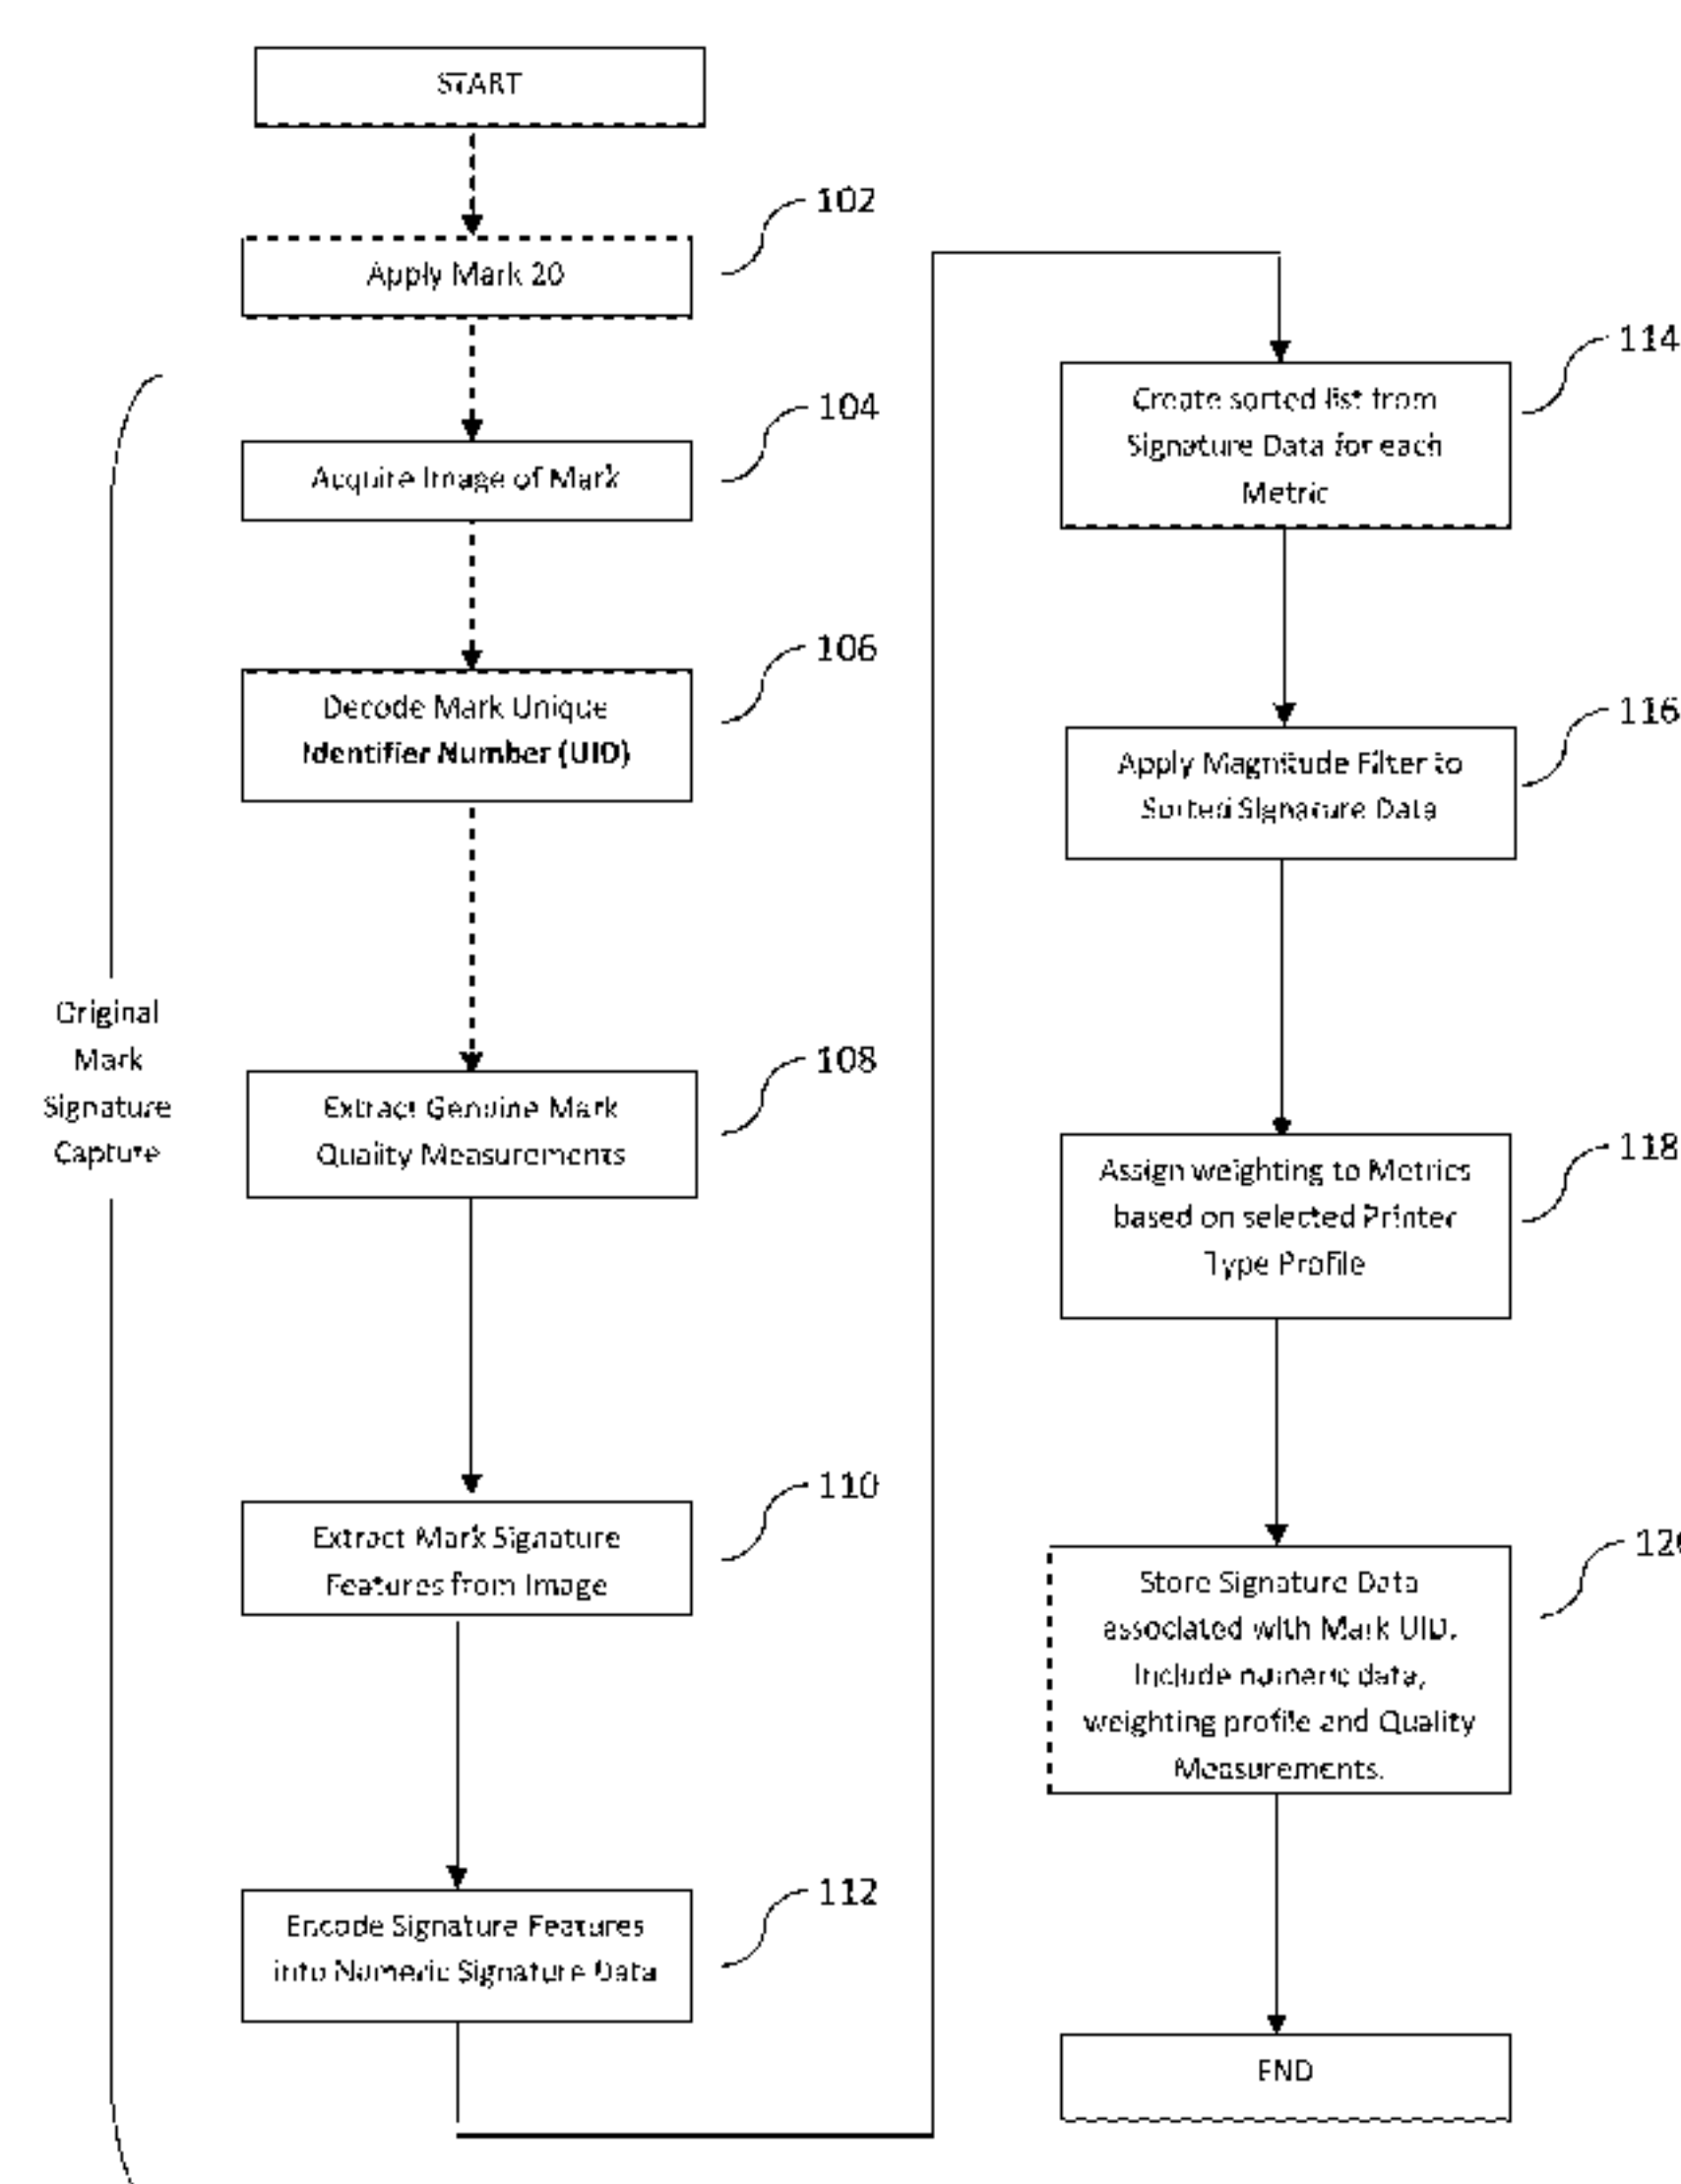 START
102
Apply Mark 20
104
Acquire Image of Mark
106
Decode Mark Unique
Identifier Number (UID)
Original
Mark
Signature
Capture
108
Extract Genuine Mark
Quality Measurements
110
Extract Mark Signature
Features from Image
112
Encode Signature Features
into Numeric Signature Data
114
Create sorted list from
Signature Data for each
Metric
116
Apply Magnitude Filter to
Sorted Signature Data
118
Assign weighting to Metrics
based on selected Printer
Type Profile
120
Store Signature Data
associated with Mark UID.
Include numeric data,
weighting profile and Quality
Measurements.
END